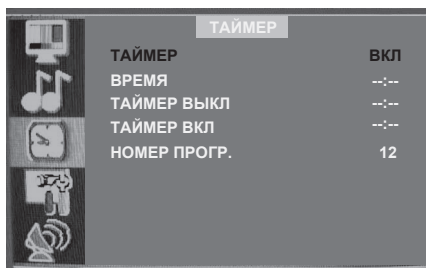 ТАЙМЕР
ТАЙМЕР ВКЛ
ВРЕМЯ --:--
ТАЙМЕР ВЫКЛ --:--
ТАЙМЕР ВКЛ --:--
НОМЕР ПРОГР. 12